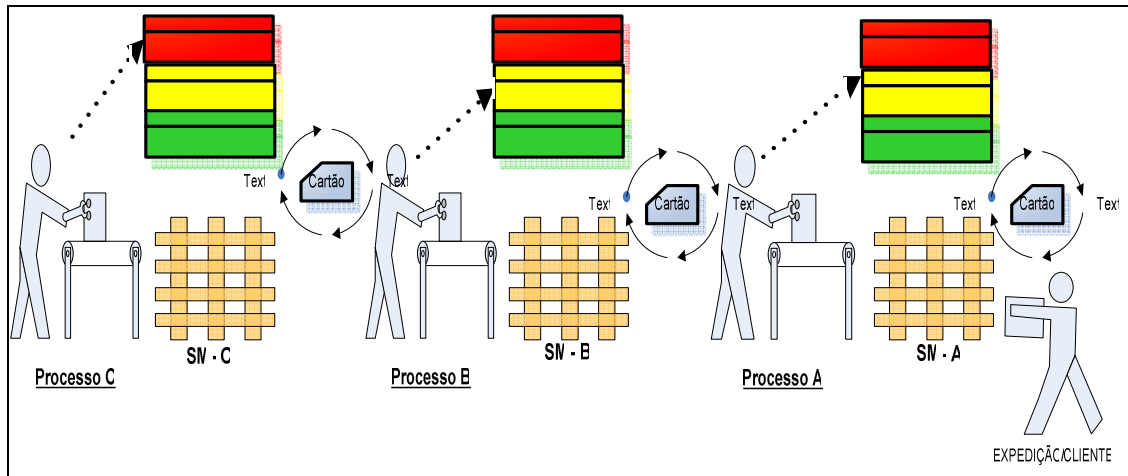 Text
Cartão
Text
Text
Cartão
Text
Text
Cartão
Text
SM - C
SM - B
SM - A
Processo C
Processo B
Processo A
EXPEDIÇÃO/CLIENTE